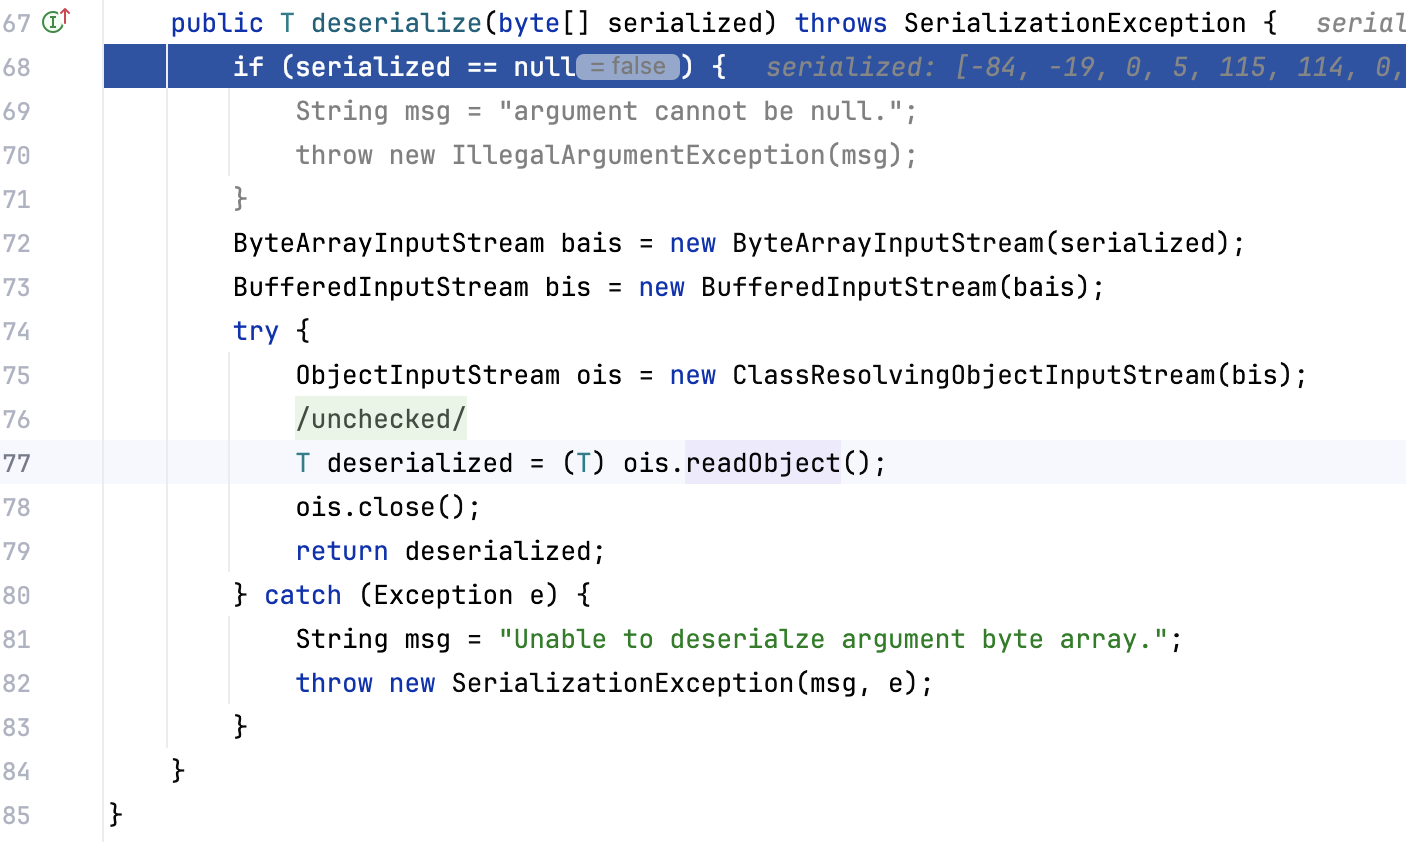 67 public T deserialize(byte[] serialized) throws SerializationException {   serial
68 if (serialized == null = false ) {   serialized: [-84, -19, 0, 5, 115, 114, 0,
69 String msg = "argument cannot be null.";
70 throw new IllegalArgumentException(msg);
71 }
72 ByteArrayInputStream bais = new ByteArrayInputStream(serialized);
73 BufferedInputStream bis = new BufferedInputStream(bais);
74 try {
75 ObjectInputStream ois = new ClassResolvingObjectInputStream(bis);
76 /unchecked/
77 T deserialized = (T) ois.readObject();
78 ois.close();
79 return deserialized;
80 } catch (Exception e) {
81 String msg = "Unable to deserialze argument byte array.";
82 throw new SerializationException(msg, e);
83 }
84 }
85 }